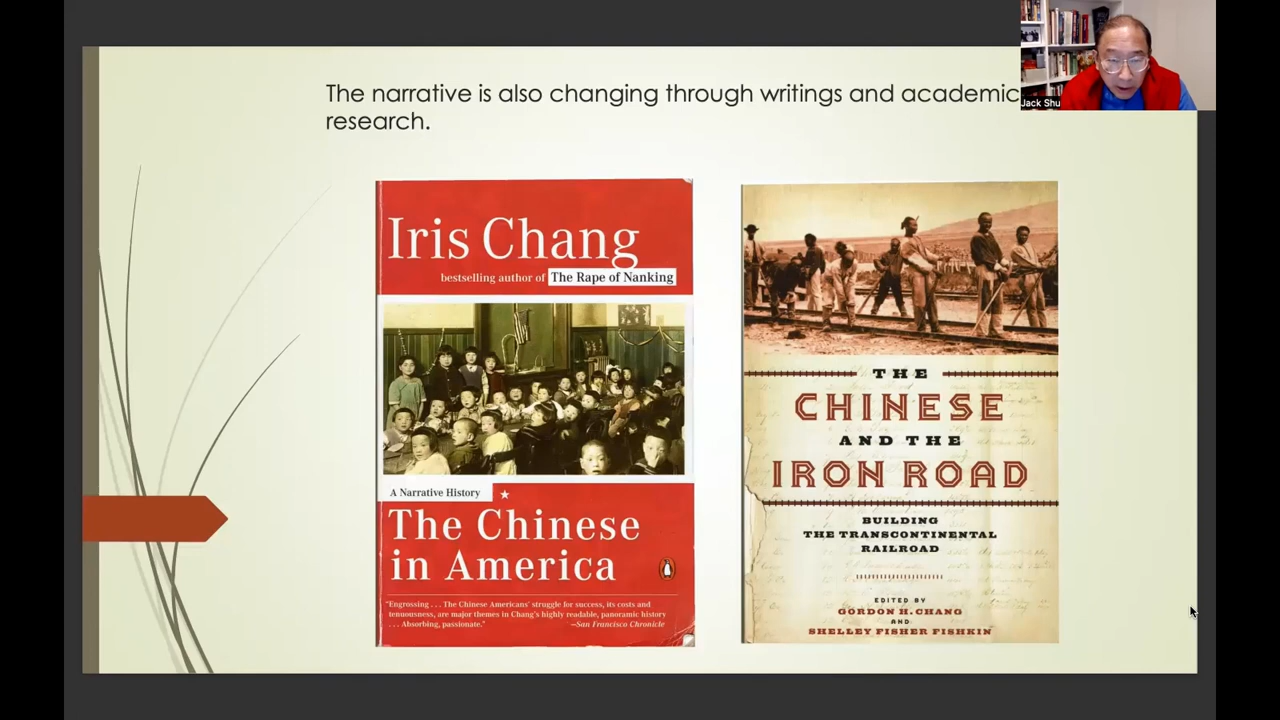 The narrative is also changing through writings and academic
research.
Jack Shu
Iris Chang
bestselling author of The Rape of Nanking
A Narrative History
The Chinese
in America
"Engrossing . . . The Chinese Americans' struggle for success, its costs and
tenuousness, are major themes in Chang's highly readable, panoramic history
. . . Absorbing, passionate." —San Francisco Chronicle
THE
CHINESE
AND THE
IRON ROAD
BUILDING
THE TRANSCONTINENTAL
RAILROAD
EDITED BY
GORDON H. CHANG
AND
SHELLEY FISHER FISHKIN